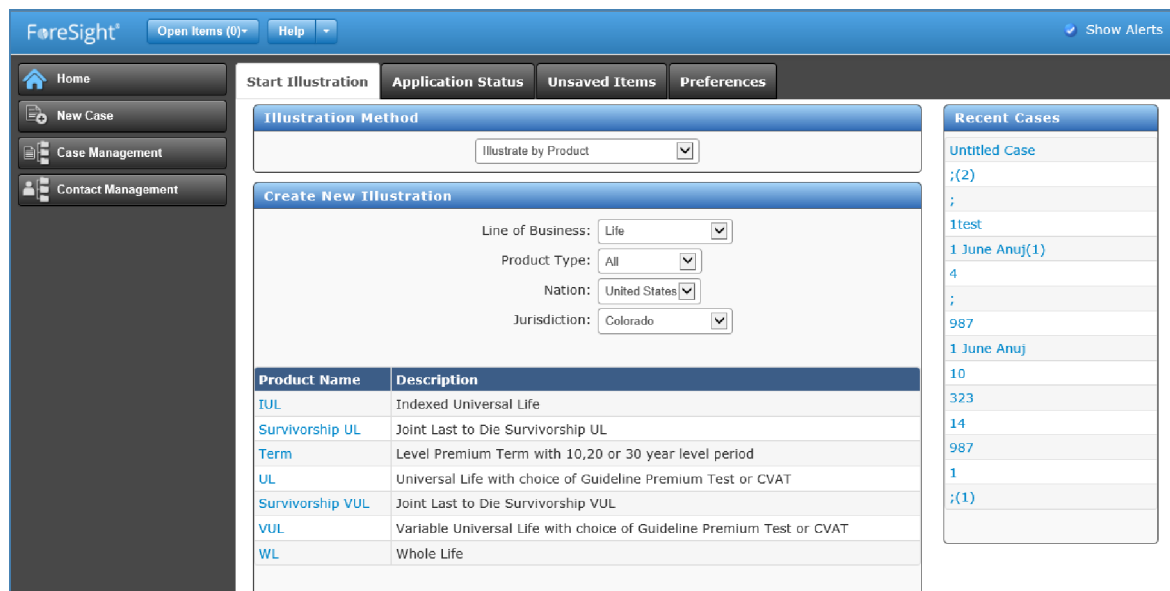 ForeSight® Open Items (0) Help Show Alerts
Home
New Case
Case Management
Contact Management
Start Illustration Application Status Unsaved Items Preferences
Illustration Method
Illustrate by Product
Create New Illustration
Line of Business: Life
Product Type: All
Nation: United States
Jurisdiction: Colorado
Product Name Description
IUL Indexed Universal Life
Survivorship UL Joint Last to Die Survivorship UL
Term Level Premium Term with 10,20 or 30 year level period
UL Universal Life with choice of Guideline Premium Test or CVAT
Survivorship VUL Joint Last to Die Survivorship VUL
VUL Variable Universal Life with choice of Guideline Premium Test or CVAT
WL Whole Life
Recent Cases
Untitled Case
;(2)
;
1test
1 June Anuj(1)
4
;
987
1 June Anuj
10
323
14
987
1
;(1)